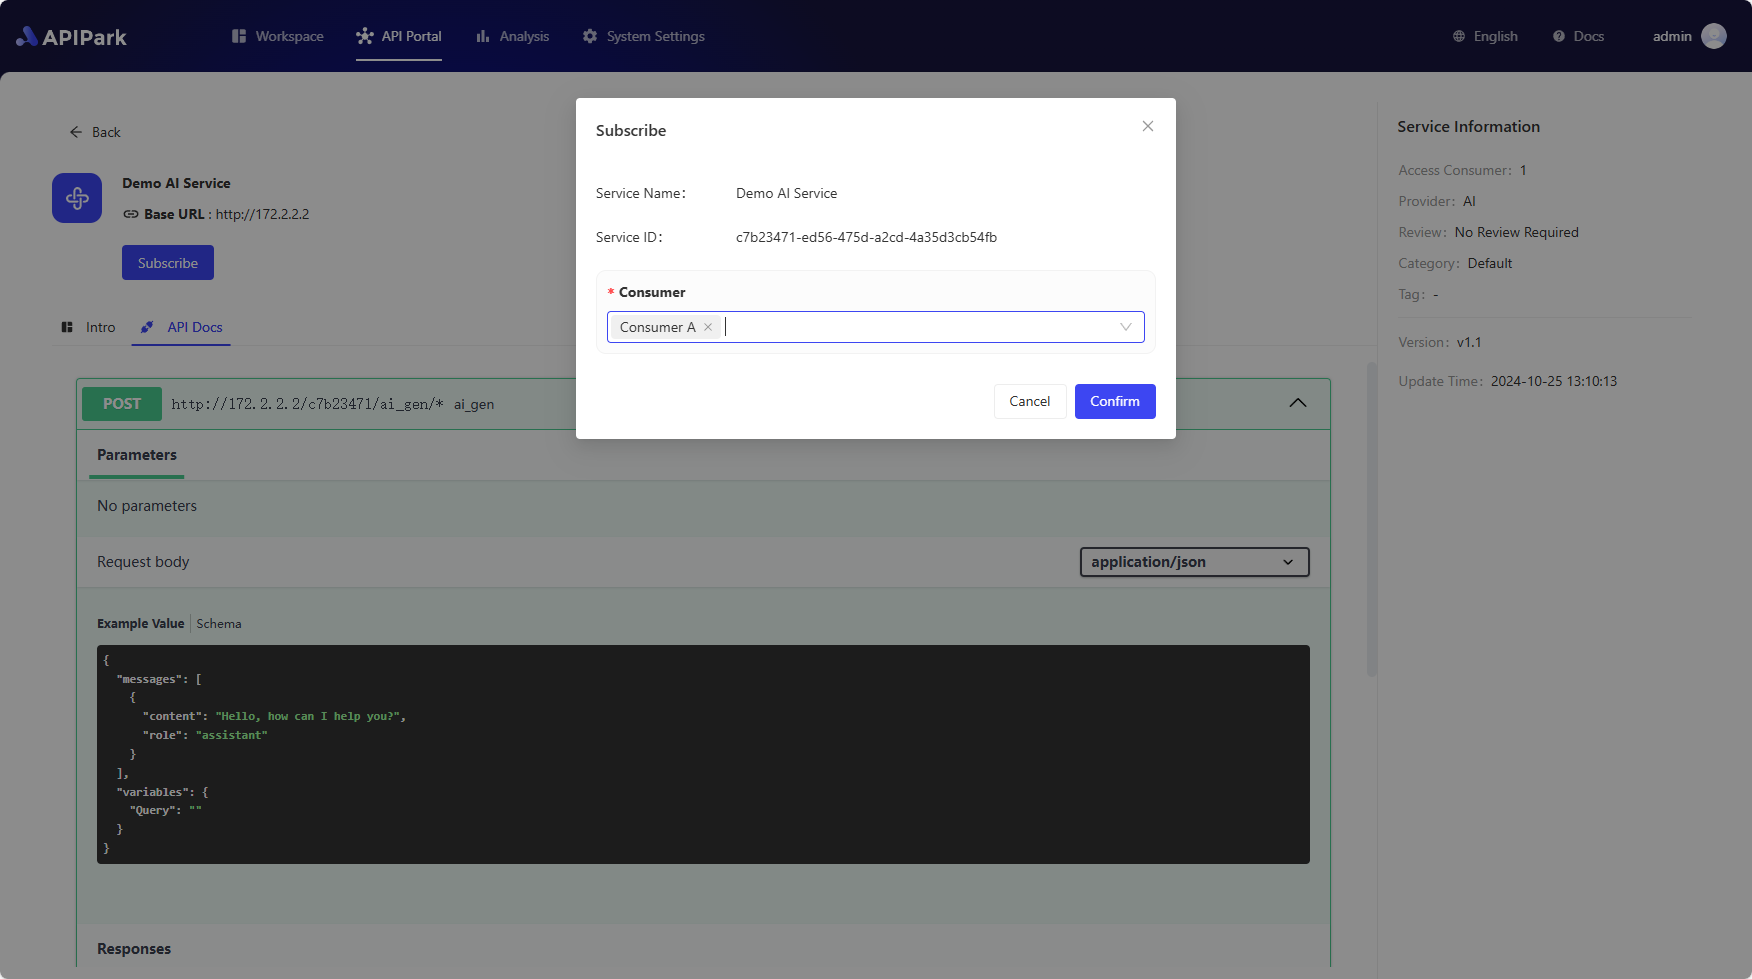 APIPark
Workspace
API Portal
Analysis
System Settings
English
Docs
admin
Back
Demo AI Service
Base URL : http://172.2.2.2
Subscribe
Intro
API Docs
POST http://172.2.2.2/c7b23471/ai_gen/* ai_gen
Parameters
No parameters
Request body
application/json
Example Value
Schema
{
"messages": [
{
"content": "Hello, how can I help you?",
"role": "assistant"
}
],
"variables": {
"Query": ""
}
}
Responses
Subscribe
Service Name: Demo AI Service
Service ID: c7b23471-ed56-475d-a2cd-4a35d3cb54fb
* Consumer
Consumer A
Cancel
Confirm
Service Information
Access Consumer: 1
Provider: AI
Review: No Review Required
Category: Default
Tag: -
Version: v1.1
Update Time: 2024-10-25 13:10:13